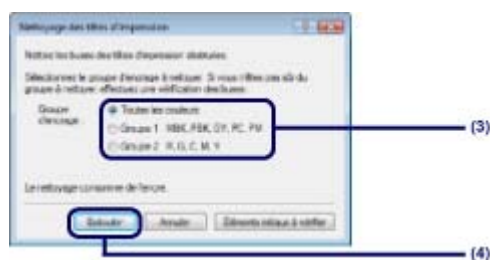 Nettoyage des têtes d'impression
Nettoie les buses des têtes d'impression obstruées.
Sélectionnez le groupe d'encrage à nettoyer. Si vous n'êtes pas sûr du
groupe à nettoyer, effectuez une vérification des buses.
Groupe
d'encrage:
Toutes les couleurs
Groupe 1 MBK, PBK, GY, PC, PM
Groupe 2 R, G, C, M, Y
(3)
Le nettoyage consomme de l'encre.
Exécuter
Annuler
Éléments initiaux à vérifier
(4)